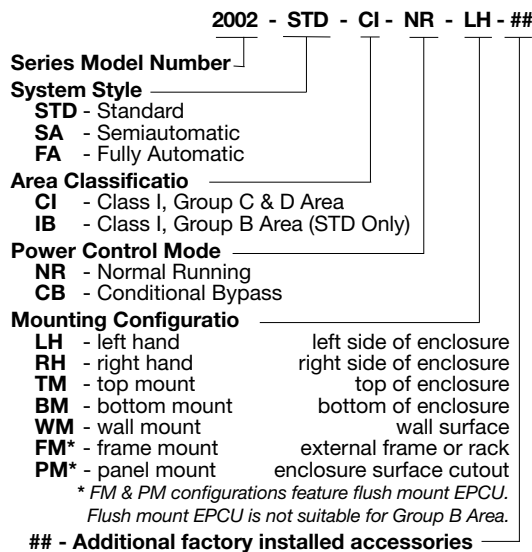 2002 - STD - CI - NR - LH - ##
Series Model Number
System Style
STD - Standard
SA - Semiautomatic
FA - Fully Automatic
Area Classificatio
CI - Class I, Group C & D Area
IB - Class I, Group B Area (STD Only)
Power Control Mode
NR - Normal Running
CB - Conditional Bypass
Mounting Configuratio
LH - left hand left side of enclosure
RH - right hand right side of enclosure
TM - top mount top of enclosure
BM - bottom mount bottom of enclosure
WM - wall mount wall surface
FM* - frame mount external frame or rack
PM* - panel mount enclosure surface cutout
* FM & PM configurations feature flush mount EPCU.
Flush mount EPCU is not suitable for Group B Area.
## - Additional factory installed accessories